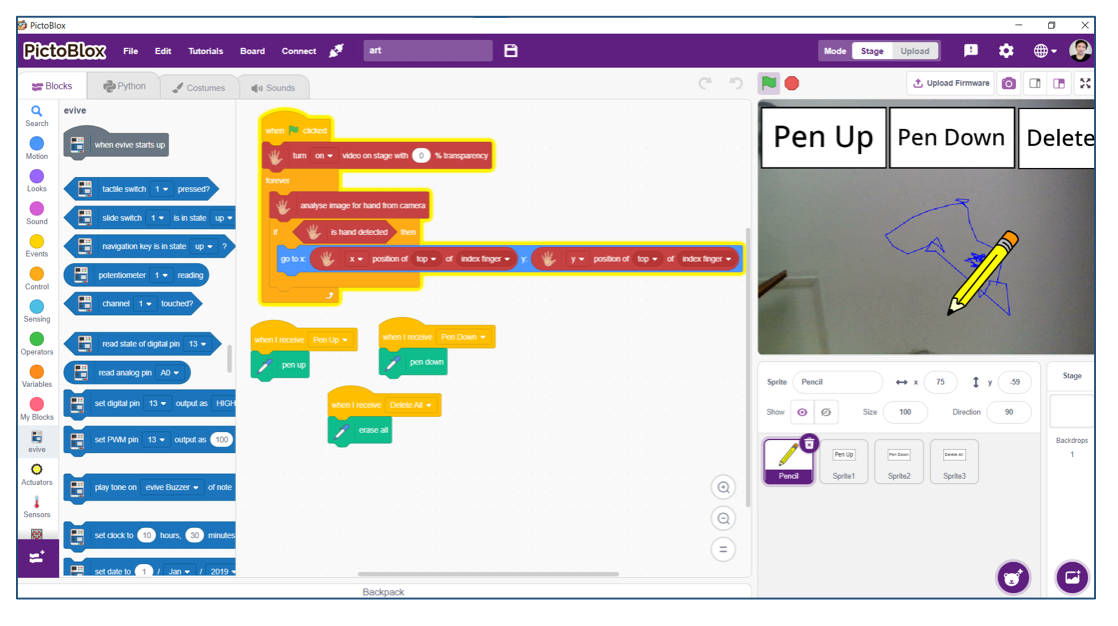 PictoBlox
PictoBlox File Edit Tutorials Board Connect art Mode Stage Upload
Blocks Python Costumes Sounds Upload Firmware
Search
Motion
Looks
Sound
Events
Control
Sensing
Operators
Variables
My Blocks
evive
Actuators
Sensors
evive
when evive starts up
tactile switch 1 pressed?
slide switch 1 is in state up
navigation key is in state up ?
potentiometer 1 reading
channel 1 touched?
read state of digital pin 13
read analog pin A0
set digital pin 13 output as HIGH
set PWM pin 13 output as 100
play tone on evive Buzzer of note
set clock to 10 hours, 30 minutes
set date to 1 / Jan / 2019
when clicked
turn on video on stage with 0 % transparency
forever
analyse image for hand from camera
if is hand detected then
go to x: x position of top of index finger y: y position of top of index finger
when I receive Pen Up
pen up
when I receive Pen Down
pen down
when I receive Delete All
erase all
Backpack
Pen Up Pen Down Delete
Sprite Pencil x 75 y -59
Show Size 100 Direction 90
Pen Up Pen Down Delete All
Pencil Sprite1 Sprite2 Sprite3
Stage
Backdrops
1